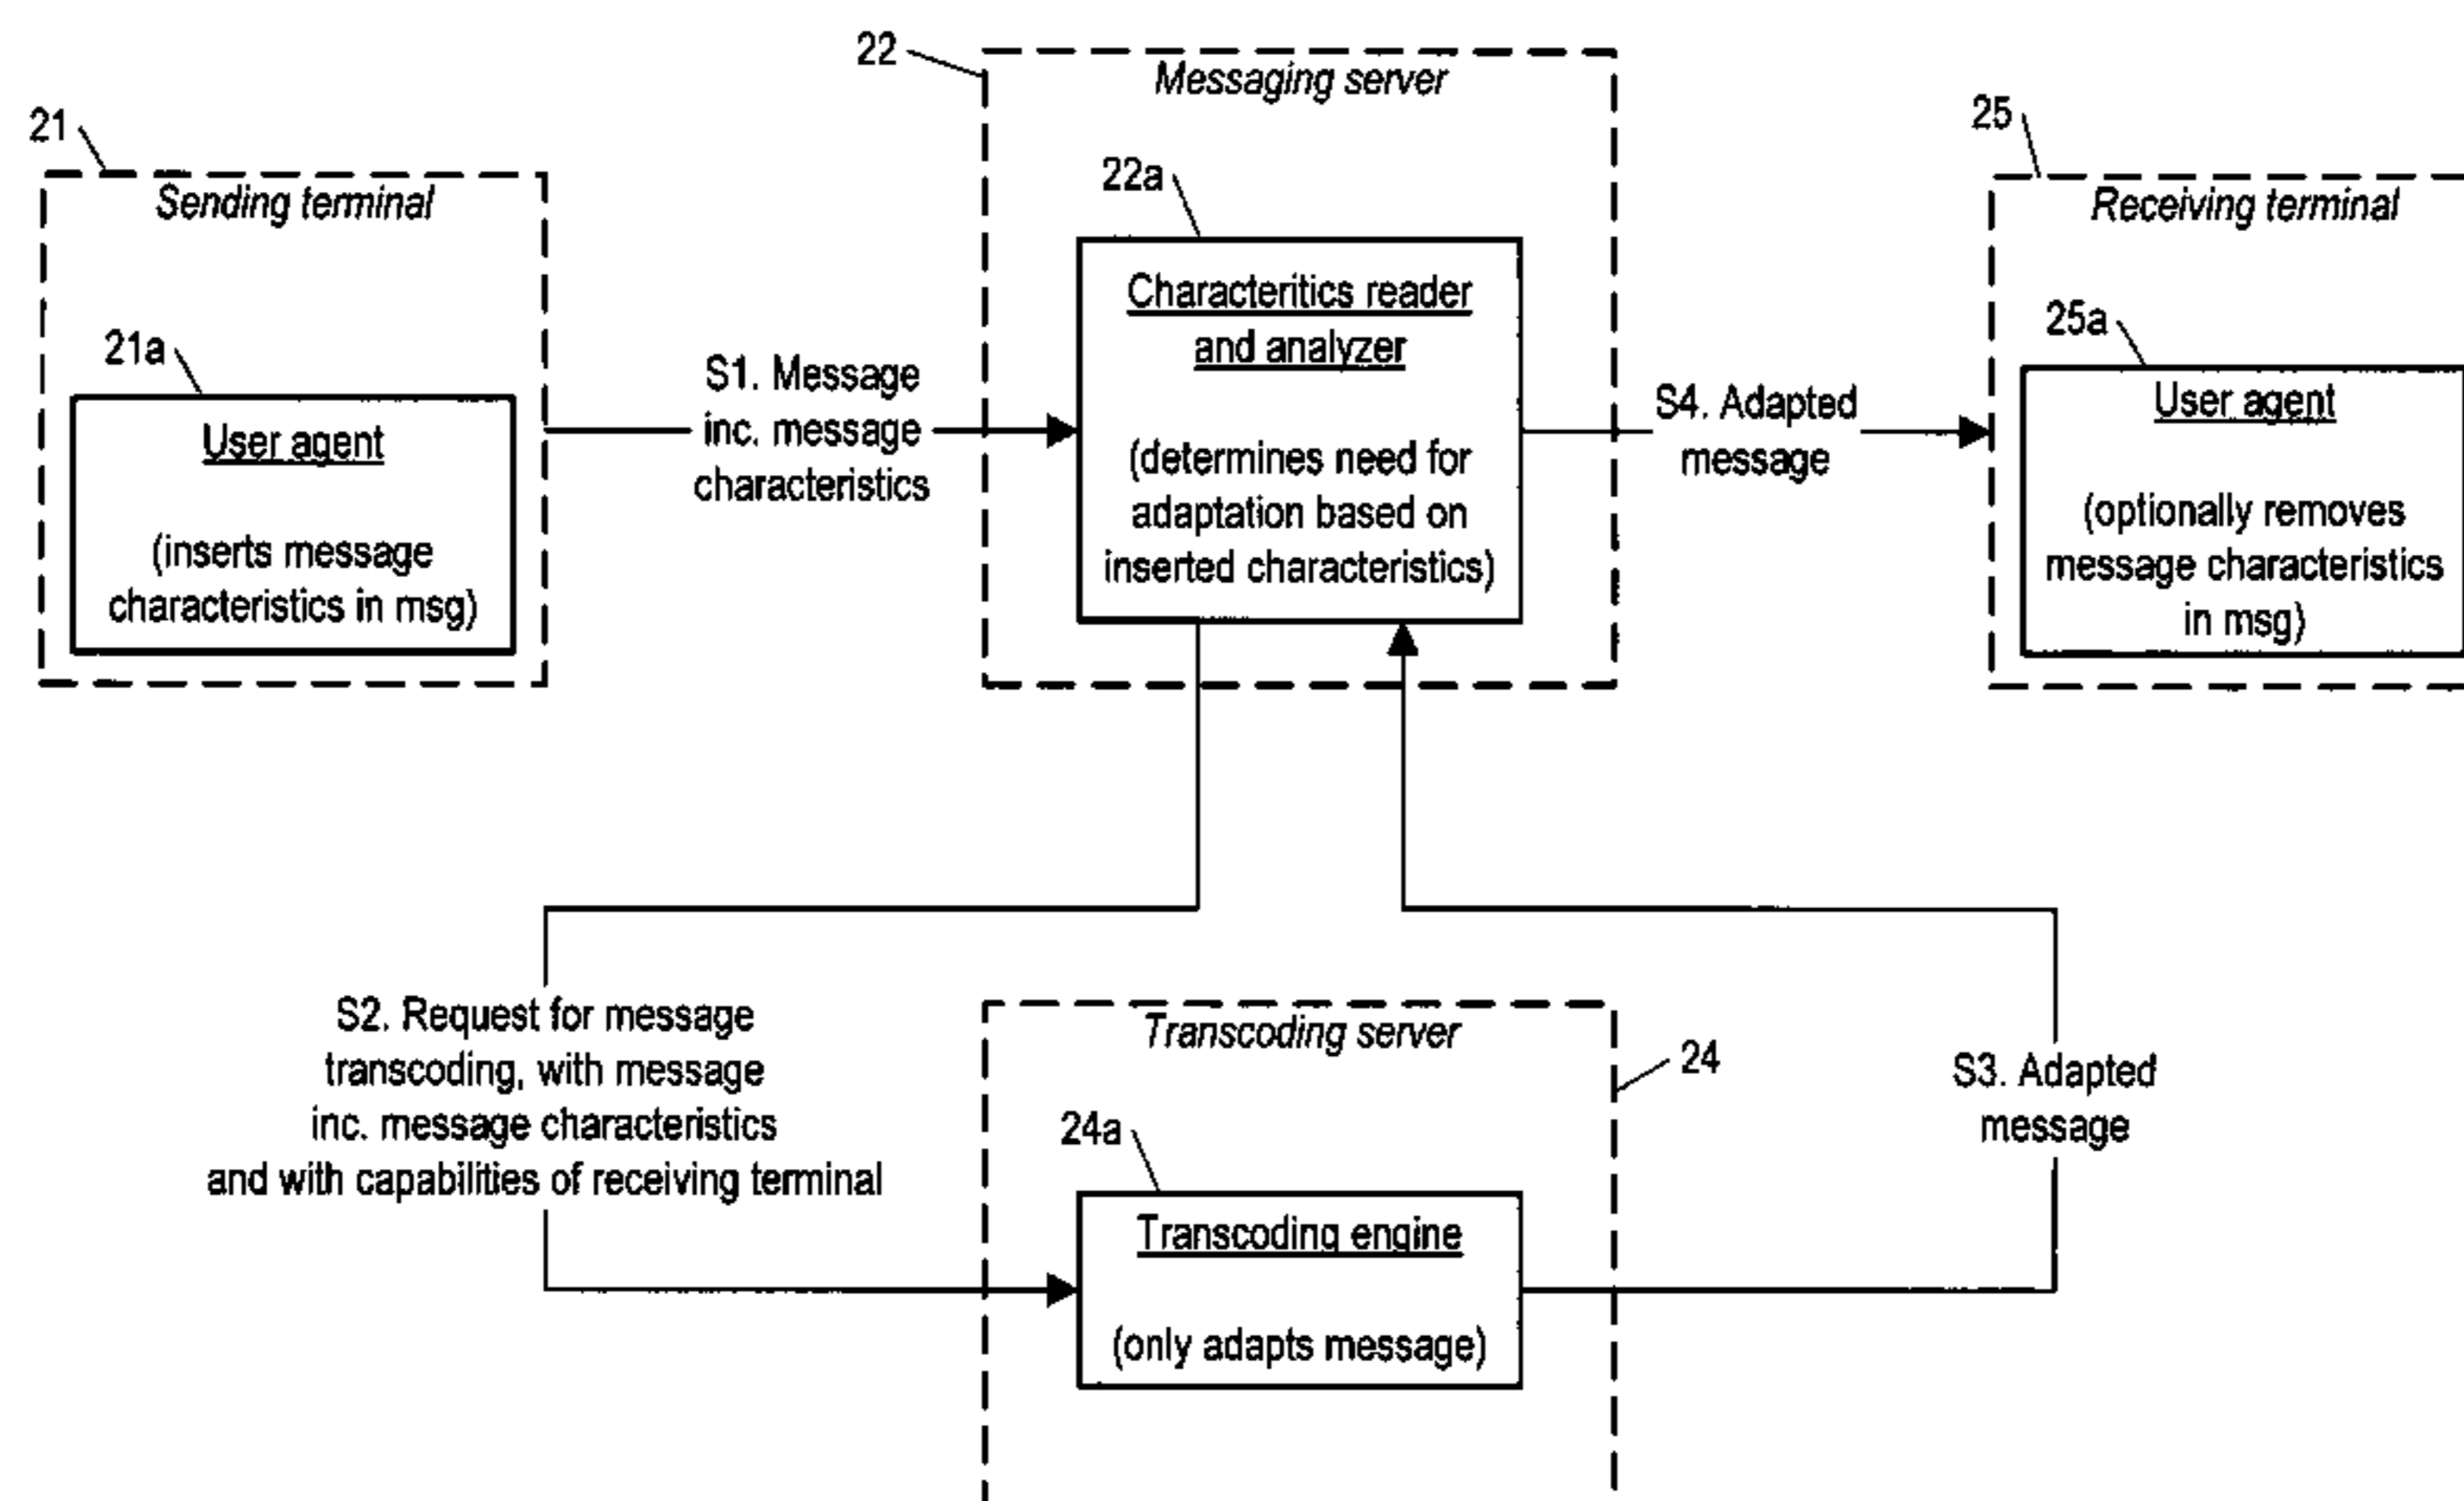 22
Messaging server
21
Sending terminal
25
Receiving terminal
22a
Characteritics reader
and analyzer
(determines need for
adaptation based on
inserted characteristics)
21a
User agent
(inserts message
characteristics in msg)
S1. Message
inc. message
characteristics
S4. Adapted
message
25a
User agent
(optionally removes
message characteristics
in msg)
S2. Request for message
transcoding, with message
inc. message characteristics
and with capabilities of receiving terminal
Transcoding server
24
24a
Transcoding engine
(only adapts message)
S3. Adapted
message